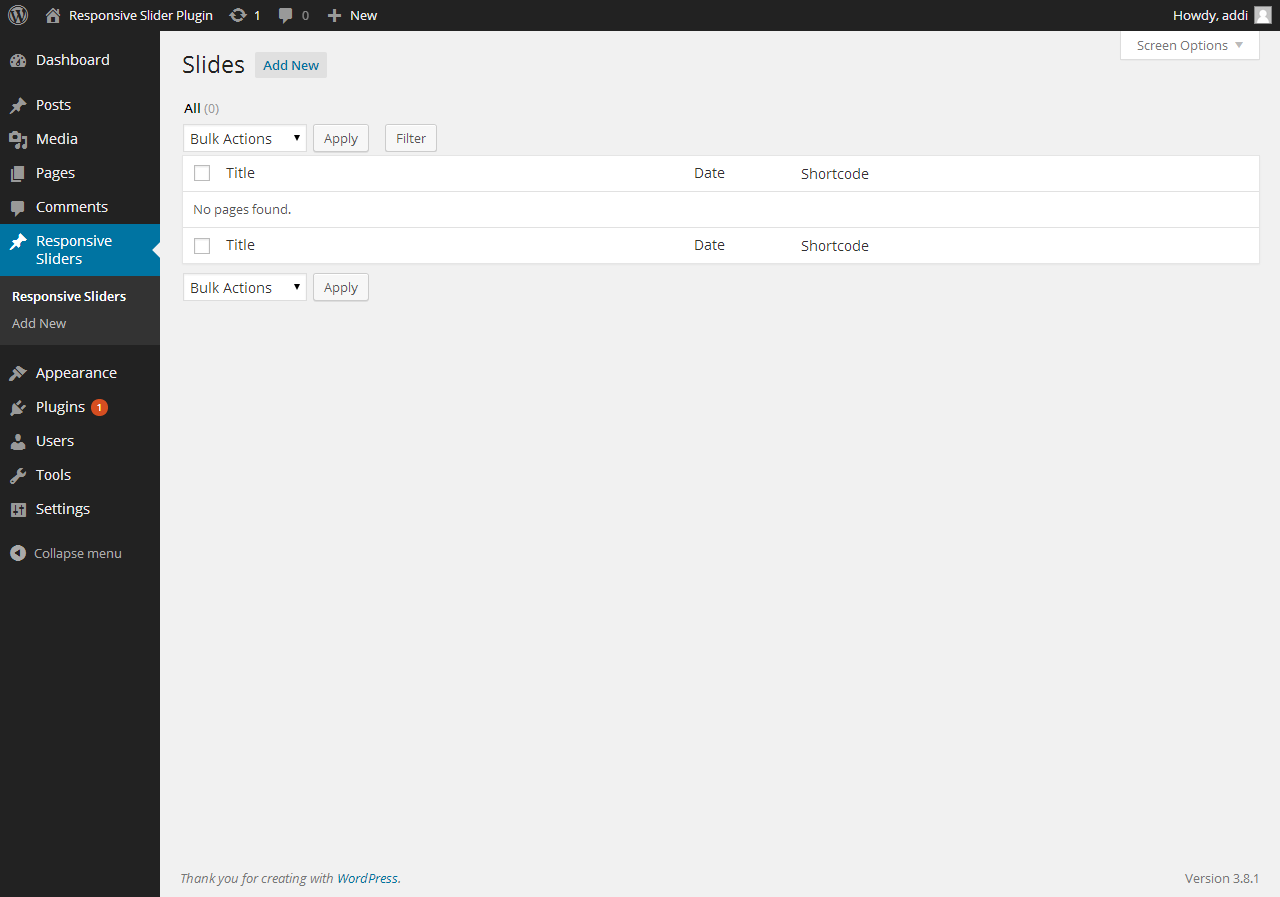 Responsive Slider Plugin 1 0 New Howdy, addi
Screen Options
Dashboard
Posts
Media
Pages
Comments
Responsive
Sliders
Responsive Sliders
Add New
Appearance
Plugins 1
Users
Tools
Settings
Collapse menu
Slides Add New
All (0)
Bulk Actions Apply Filter
Title Date Shortcode
No pages found.
Title Date Shortcode
Bulk Actions Apply
Thank you for creating with WordPress. Version 3.8.1